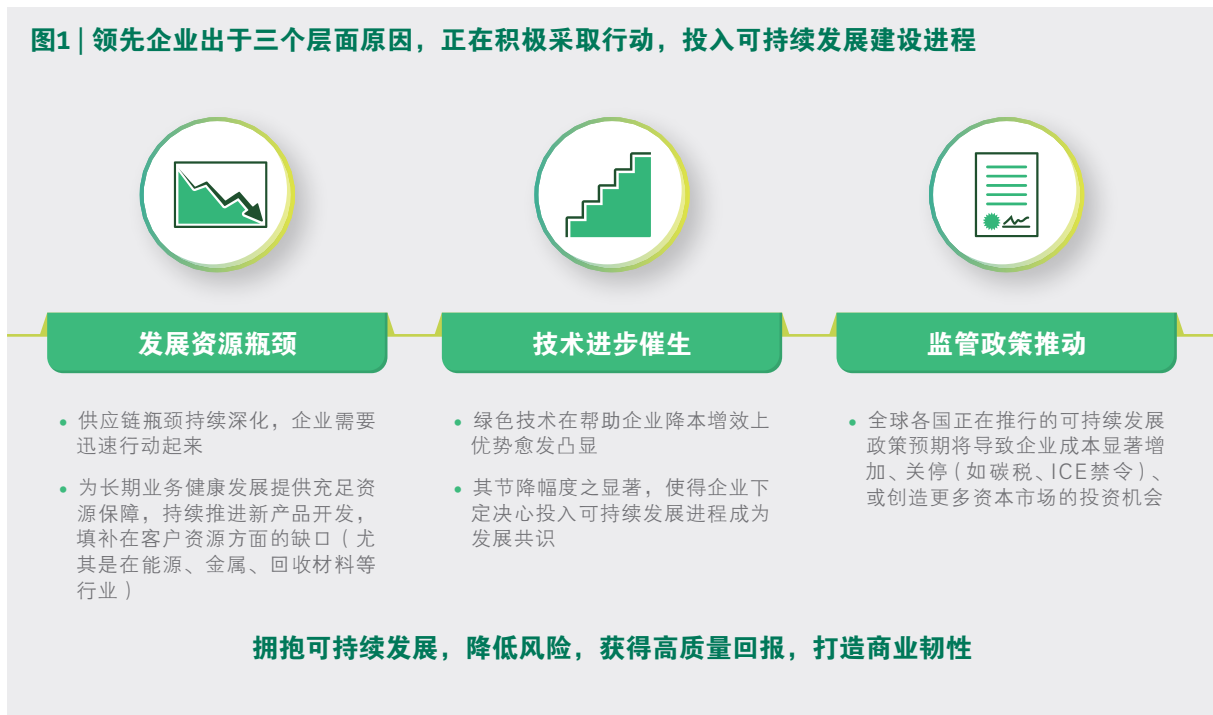 图1 | 领先企业出于三个层面原因，正在积极采取行动，投入可持续发展建设进程
发展资源瓶颈
• 供应链瓶颈持续深化，企业需要
迅速行动起来
• 为长期业务健康发展提供充足资
源保障，持续推进新产品开发，
填补在客户资源方面的缺口（尤
其是在能源、金属、回收材料等
行业）
技术进步催生
• 绿色技术在帮助企业降本增效上
优势愈发凸显
• 其节降幅度之显著，使得企业下
定决心投入可持续发展进程成为
发展共识
监管政策推动
• 全球各国正在推行的可持续发展
政策预期将导致企业成本显著增
加、关停（如碳税、ICE禁令）、
或创造更多资本市场的投资机会
拥抱可持续发展，降低风险，获得高质量回报，打造商业韧性